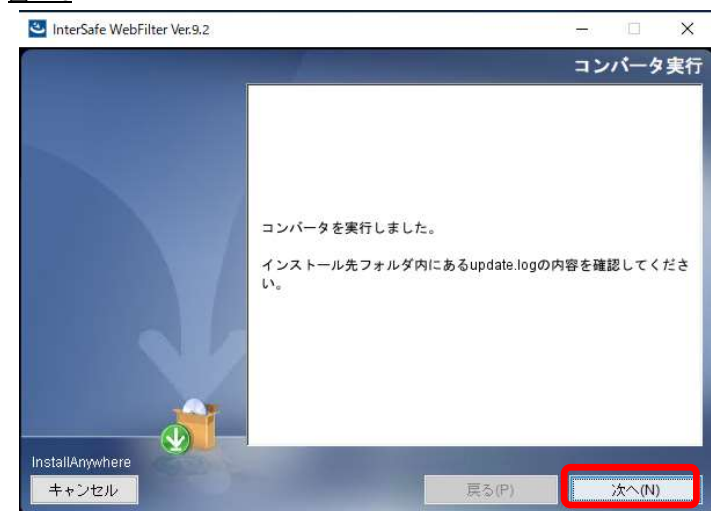 InterSafe WebFilter Ver.9.2
コンバータ実行
コンバータを実行しました。
インストール先フォルダ内にあるupdate.logの内容を確認してくださ
い。
InstallAnywhere
キャンセル
戻る(P)
次へ(N)